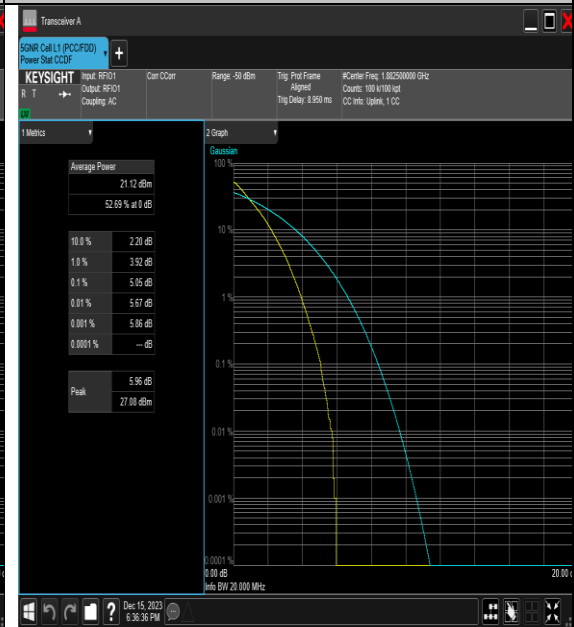 Transceiver A
5GNR Cell L1 (PCC/FDD)
Power Stat CCDF
+
KEYSIGHT
R T
Input: RFIO1
Output: RFIO1
Coupling: AC
Corr CCorr
Range: -50 dBm
Trig: Prot Frame
Aligned
Trig Delay: 8.950 ms
#Center Freq: 1.882500000 GHz
Counts: 100 k/100 kpt
CC Info: Uplink, 1 CC
1 Metrics
Average Power
21.12 dBm
52.69 % at 0 dB
10.0 % 2.20 dB
1.0 % 3.92 dB
0.1 % 5.05 dB
0.01 % 5.67 dB
0.001 % 5.86 dB
0.0001 % --- dB
Peak
5.96 dB
27.08 dBm
2 Graph
Gaussian
100 %
10 %
1 %
0.1 %
0.01 %
0.001 %
0.0001 %
0.00 dB
20.00
Info BW 20.000 MHz
?
Dec 15, 2023
6:36:36 PM